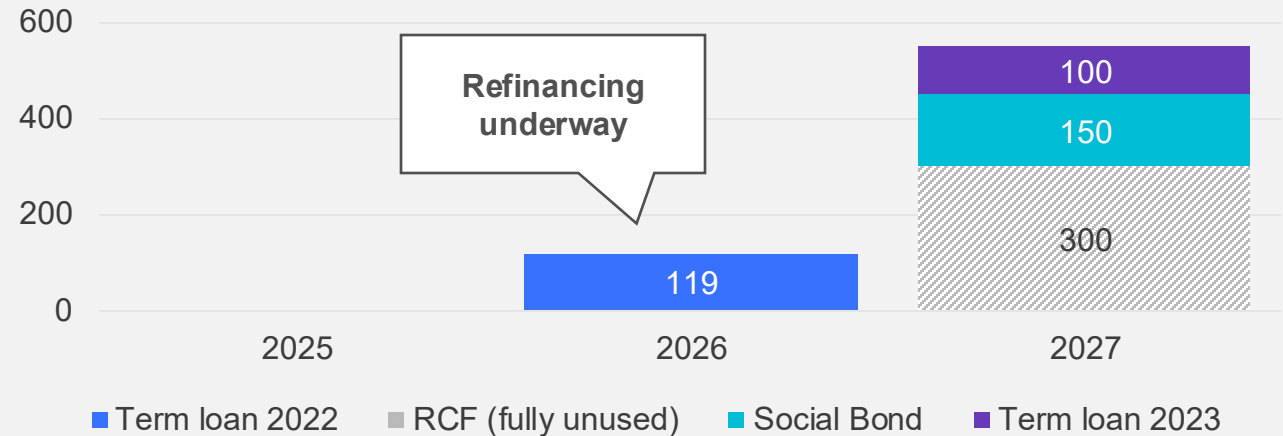 600
400
200
0
Refinancing
underway
119
100
150
300
2025
2026
2027
Term loan 2022
RCF (fully unused)
Social Bond
Term loan 2023